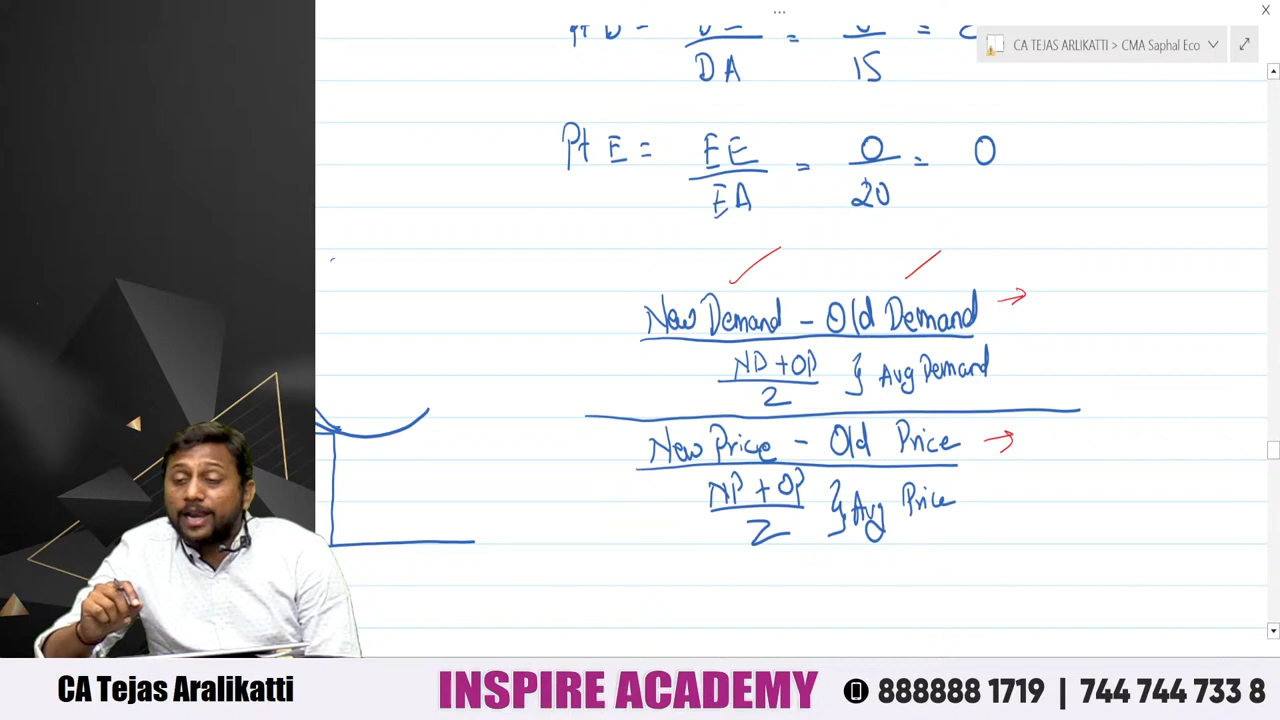 ...
CA TEJAS ARLIKATTI > CMA Saphal Eco
DA 15
Pt E = EE = 0 = 0
EA 20
New Demand - Old Demand →
ND + OD } Avg Demand
2
New Price - Old Price →
NP + OP } Avg Price
2
CA Tejas Aralikatti
INSPIRE ACADEMY
888888 1719 | 744 744 733 8